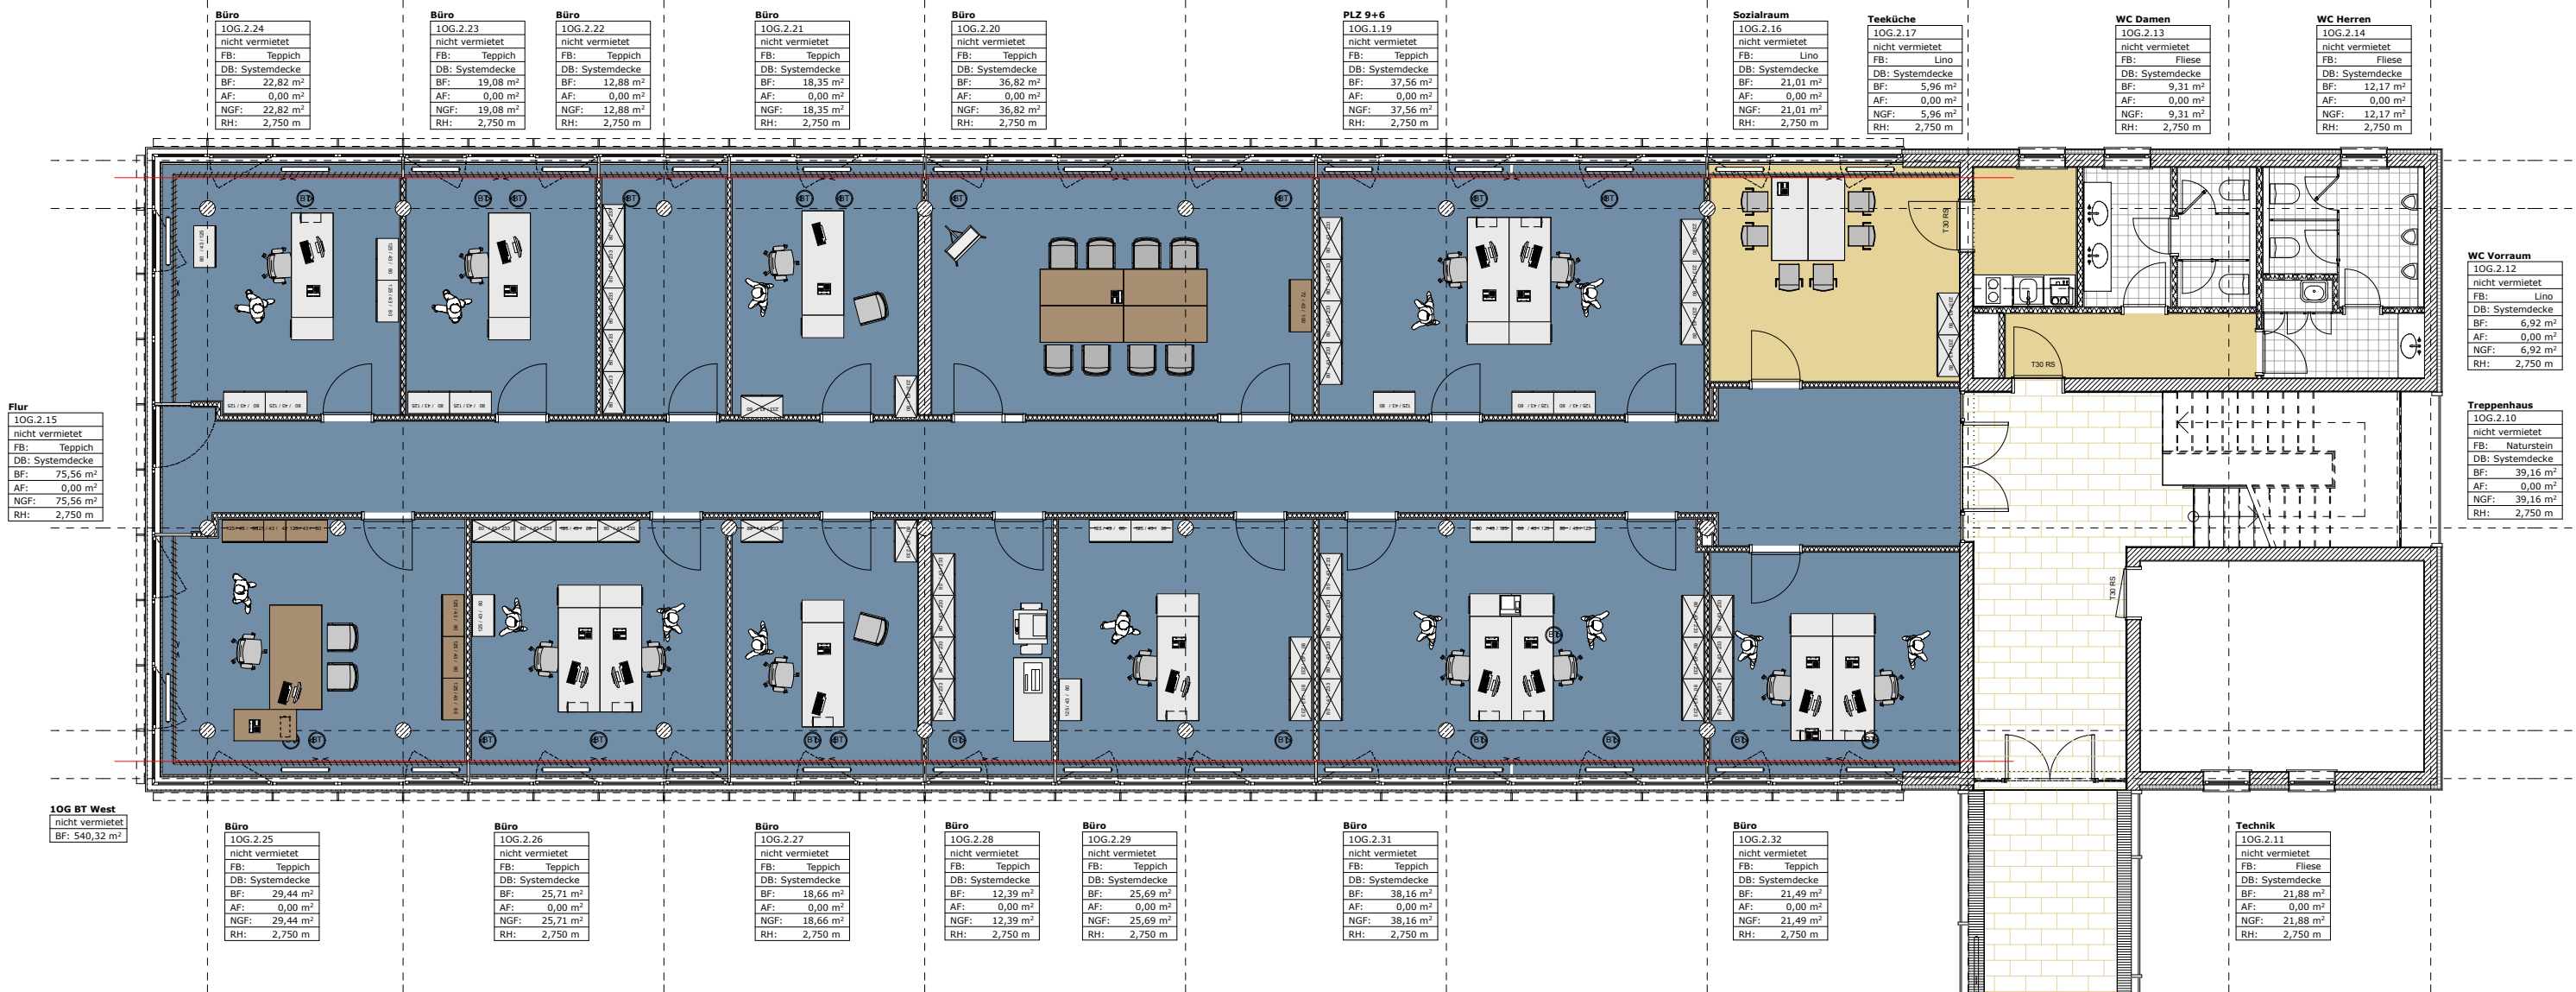 Büro
1OG.2.24
nicht vermietet
FB: Teppich
DB: Systemdecke
BF: 22,82 m²
AF: 0,00 m²
NGF: 22,82 m²
RH: 2,750 m
Büro
1OG.2.23
nicht vermietet
FB: Teppich
DB: Systemdecke
BF: 19,08 m²
AF: 0,00 m²
NGF: 19,08 m²
RH: 2,750 m
Büro
1OG.2.22
nicht vermietet
FB: Teppich
DB: Systemdecke
BF: 12,88 m²
AF: 0,00 m²
NGF: 12,88 m²
RH: 2,750 m
Büro
1OG.2.21
nicht vermietet
FB: Teppich
DB: Systemdecke
BF: 18,35 m²
AF: 0,00 m²
NGF: 18,35 m²
RH: 2,750 m
Büro
1OG.2.20
nicht vermietet
FB: Teppich
DB: Systemdecke
BF: 36,82 m²
AF: 0,00 m²
NGF: 36,82 m²
RH: 2,750 m
PLZ 9+6
1OG.1.19
nicht vermietet
FB: Teppich
DB: Systemdecke
BF: 37,56 m²
AF: 0,00 m²
NGF: 37,56 m²
RH: 2,750 m
Sozialraum
1OG.2.16
nicht vermietet
FB: Lino
DB: Systemdecke
BF: 21,01 m²
AF: 0,00 m²
NGF: 21,01 m²
RH: 2,750 m
Teeküche
1OG.2.17
nicht vermietet
FB: Lino
DB: Systemdecke
BF: 5,96 m²
AF: 0,00 m²
NGF: 5,96 m²
RH: 2,750 m
WC Damen
1OG.2.13
nicht vermietet
FB: Fliese
DB: Systemdecke
BF: 9,31 m²
AF: 0,00 m²
NGF: 9,31 m²
RH: 2,750 m
WC Herren
1OG.2.14
nicht vermietet
FB: Fliese
DB: Systemdecke
BF: 12,17 m²
AF: 0,00 m²
NGF: 12,17 m²
RH: 2,750 m
WC Vorraum
1OG.2.12
nicht vermietet
FB: Lino
DB: Systemdecke
BF: 6,92 m²
AF: 0,00 m²
NGF: 6,92 m²
RH: 2,750 m
T30 RS
T30 RS
Flur
1OG.2.15
nicht vermietet
FB: Teppich
DB: Systemdecke
BF: 75,56 m²
AF: 0,00 m²
NGF: 75,56 m²
RH: 2,750 m
Treppenhaus
1OG.2.10
nicht vermietet
FB: Naturstein
DB: Systemdecke
BF: 39,16 m²
AF: 0,00 m²
NGF: 39,16 m²
RH: 2,750 m
T30 RS
1OG BT West
nicht vermietet
BF: 540,32 m²
Büro
1OG.2.25
nicht vermietet
FB: Teppich
DB: Systemdecke
BF: 29,44 m²
AF: 0,00 m²
NGF: 29,44 m²
RH: 2,750 m
Büro
1OG.2.26
nicht vermietet
FB: Teppich
DB: Systemdecke
BF: 25,71 m²
AF: 0,00 m²
NGF: 25,71 m²
RH: 2,750 m
Büro
1OG.2.27
nicht vermietet
FB: Teppich
DB: Systemdecke
BF: 18,66 m²
AF: 0,00 m²
NGF: 18,66 m²
RH: 2,750 m
Büro
1OG.2.28
nicht vermietet
FB: Teppich
DB: Systemdecke
BF: 12,39 m²
AF: 0,00 m²
NGF: 12,39 m²
RH: 2,750 m
Büro
1OG.2.29
nicht vermietet
FB: Teppich
DB: Systemdecke
BF: 25,69 m²
AF: 0,00 m²
NGF: 25,69 m²
RH: 2,750 m
Büro
1OG.2.31
nicht vermietet
FB: Teppich
DB: Systemdecke
BF: 38,16 m²
AF: 0,00 m²
NGF: 38,16 m²
RH: 2,750 m
Büro
1OG.2.32
nicht vermietet
FB: Teppich
DB: Systemdecke
BF: 21,49 m²
AF: 0,00 m²
NGF: 21,49 m²
RH: 2,750 m
Technik
1OG.2.11
nicht vermietet
FB: Fliese
DB: Systemdecke
BF: 21,88 m²
AF: 0,00 m²
NGF: 21,88 m²
RH: 2,750 m